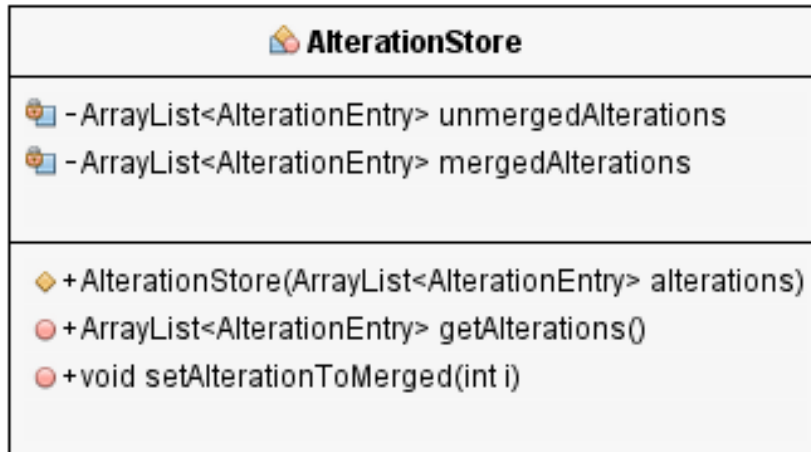 AlterationStore
-ArrayList<AlterationEntry> unmergedAlterations
-ArrayList<AlterationEntry> mergedAlterations
+AlterationStore(ArrayList<AlterationEntry> alterations)
+ArrayList<AlterationEntry> getAlterations()
+void setAlterationToMerged(int i)